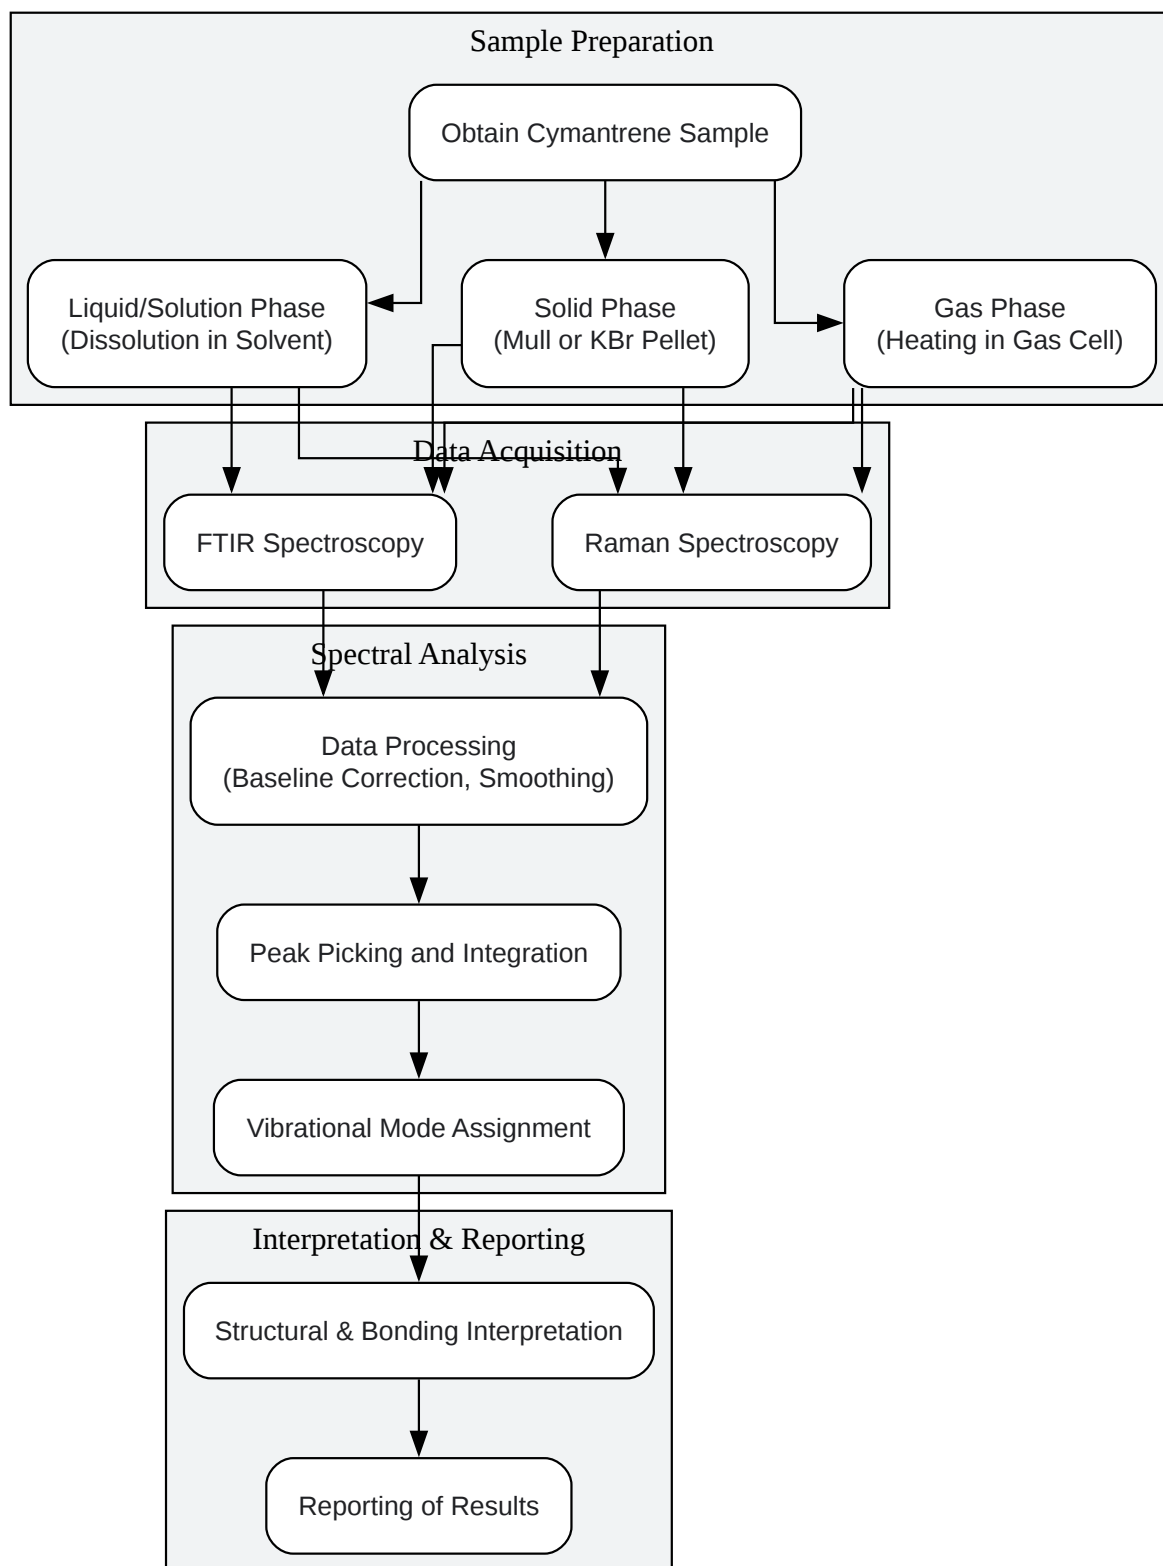 Sample Preparation
Obtain Cymantrene Sample
Liquid/Solution Phase
(Dissolution in Solvent)
Solid Phase
(Mull or KBr Pellet)
Gas Phase
(Heating in Gas Cell)
Data Acquisition
FTIR Spectroscopy
Raman Spectroscopy
Spectral Analysis
Data Processing
(Baseline Correction, Smoothing)
Peak Picking and Integration
Vibrational Mode Assignment
Interpretation & Reporting
Structural & Bonding Interpretation
Reporting of Results